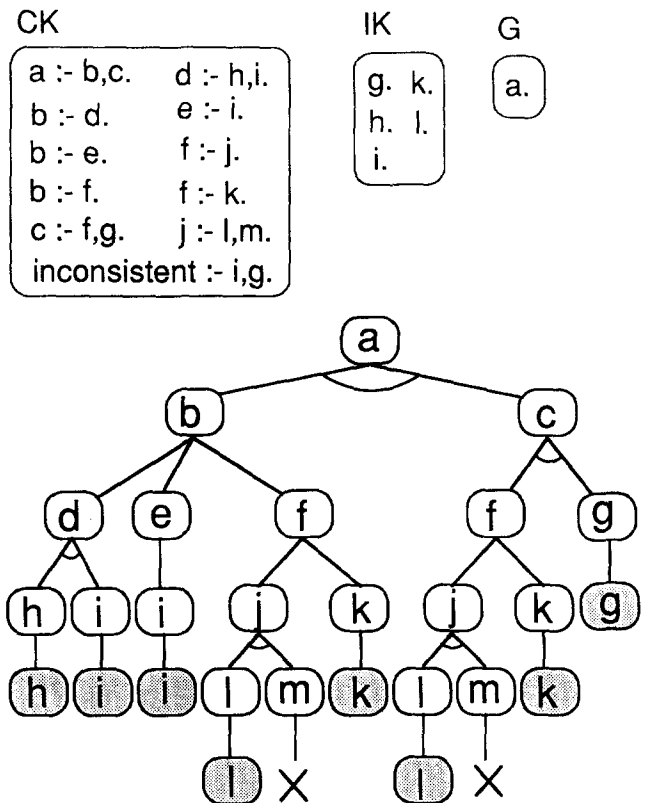 CK
IK
G
a :- b,c. d :- h,i.
b :- d. e :- i.
b :- e. f :- j.
b :- f. f :- k.
c :- f,g. j :- l,m.
inconsistent :- i,g.
g. k.
h. l.
i.
a.
a
b c
d e f f g
h i i j k j k g
h i i l m k l m k
l X l X